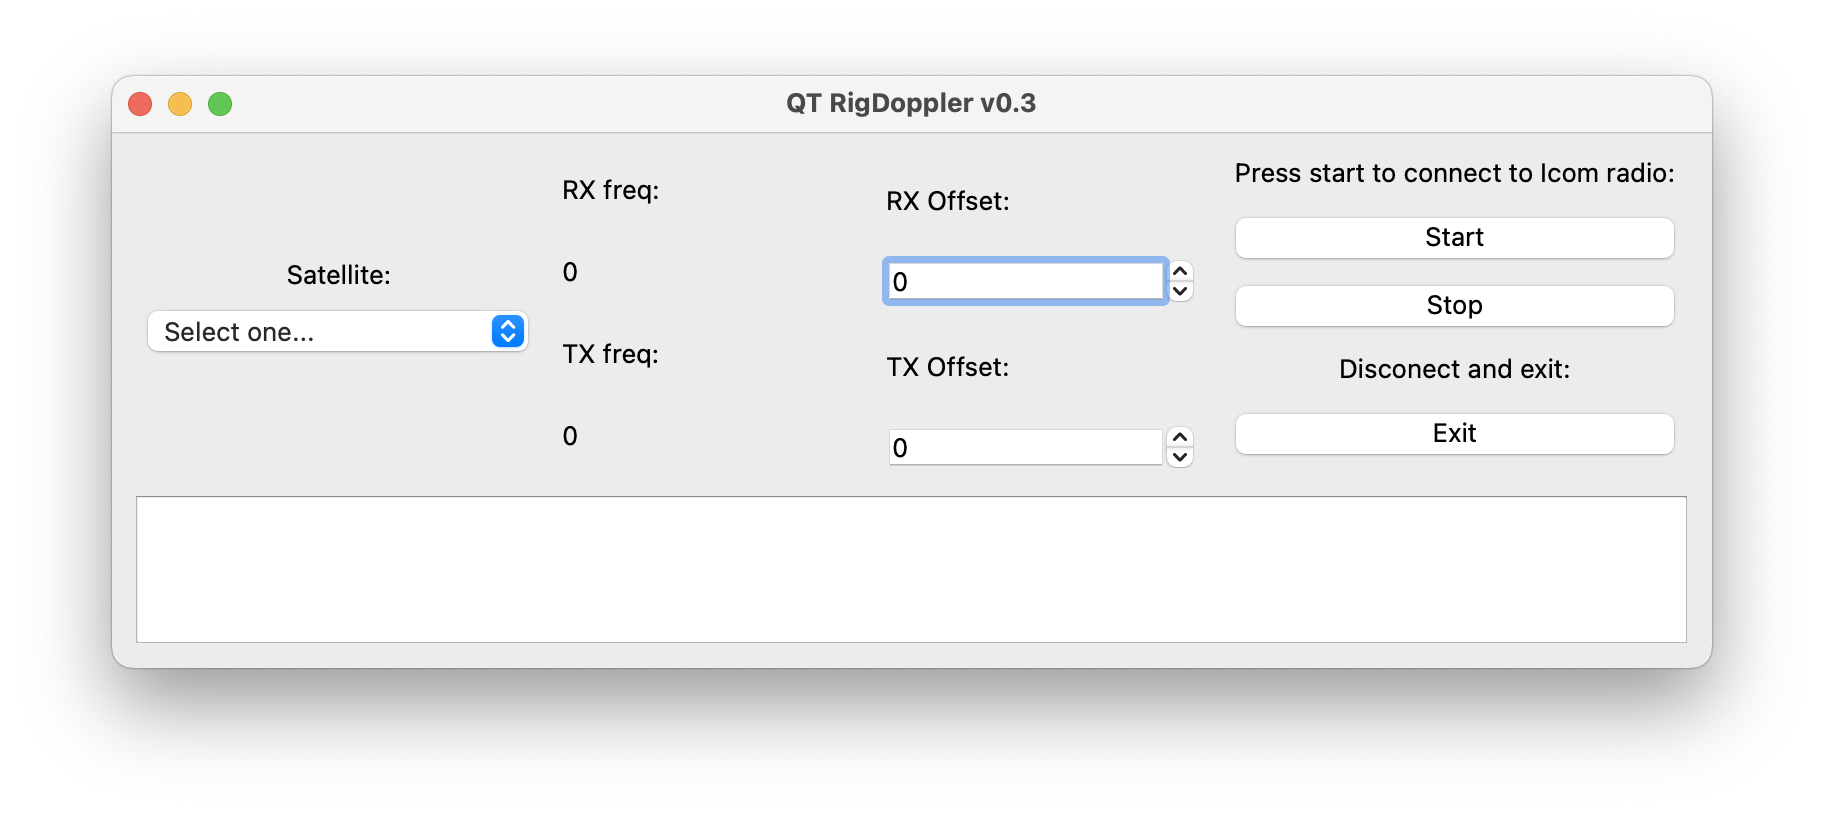 QT RigDoppler v0.3
Satellite:
Select one...
RX freq:
0
TX freq:
0
RX Offset:
0
TX Offset:
0
Press start to connect to Icom radio:
Start
Stop
Disconect and exit:
Exit